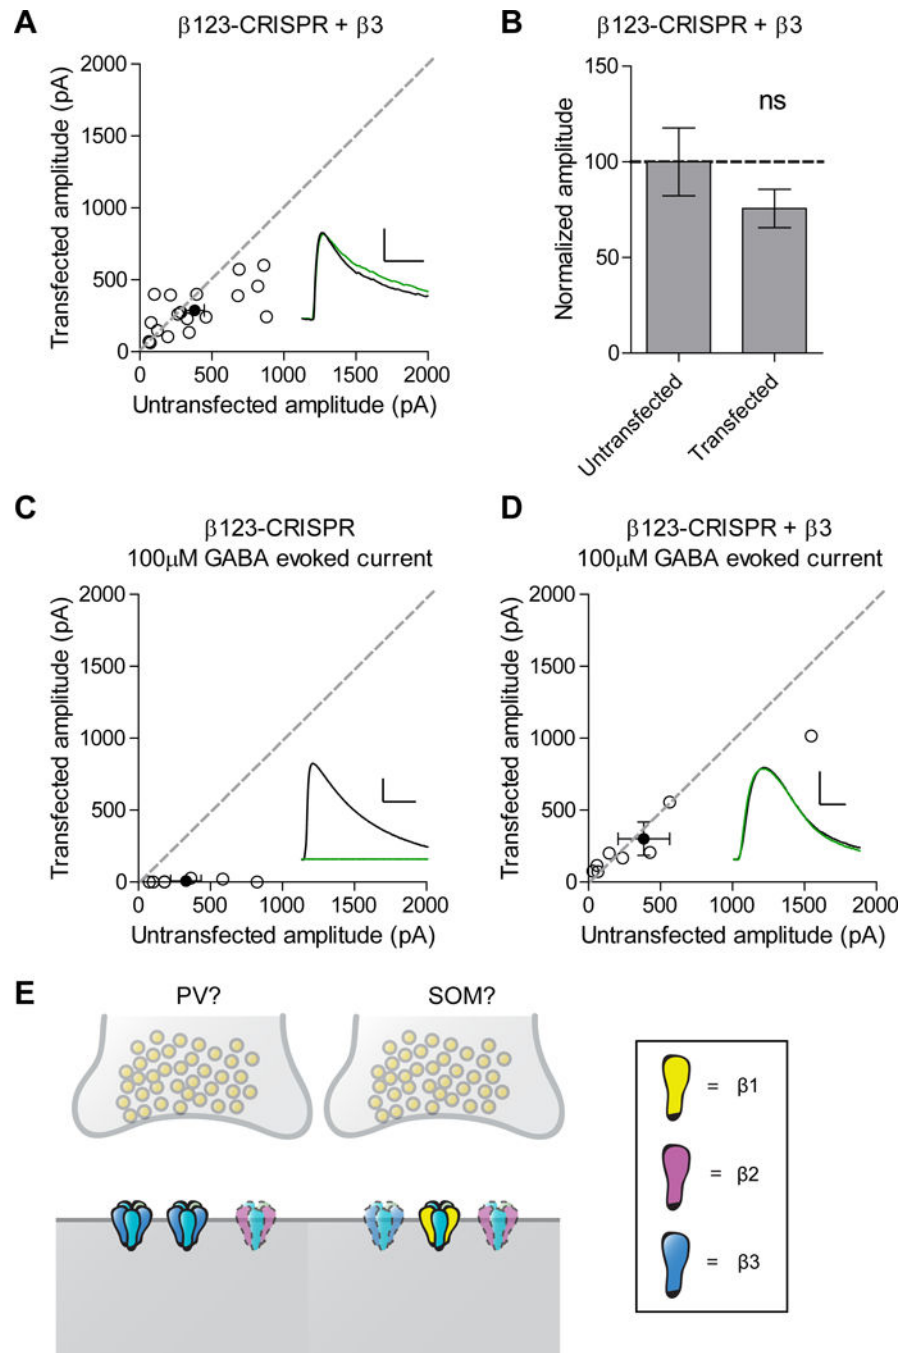 A
β123-CRISPR + β3
Transfected amplitude (pA)
2000
1500
1000
500
0
0 500 1000 1500 2000
Untransfected amplitude (pA)
B
β123-CRISPR + β3
Normalized amplitude
150
100
50
0
ns
Untransfected
Transfected
C
β123-CRISPR
100μM GABA evoked current
Transfected amplitude (pA)
2000
1500
1000
500
0
0 500 1000 1500 2000
Untransfected amplitude (pA)
D
β123-CRISPR + β3
100μM GABA evoked current
Transfected amplitude (pA)
2000
1500
1000
500
0
0 500 1000 1500 2000
Untransfected amplitude (pA)
E
PV?
SOM?
= β1
= β2
= β3